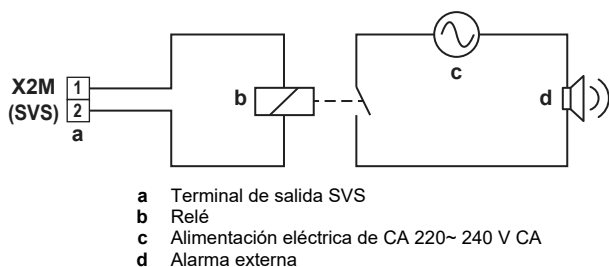 c
X2M 1
(SVS) 2
a
b
d
a Terminal de salida SVS
b Relé
c Alimentación eléctrica de CA 220~ 240 V CA
d Alarma externa